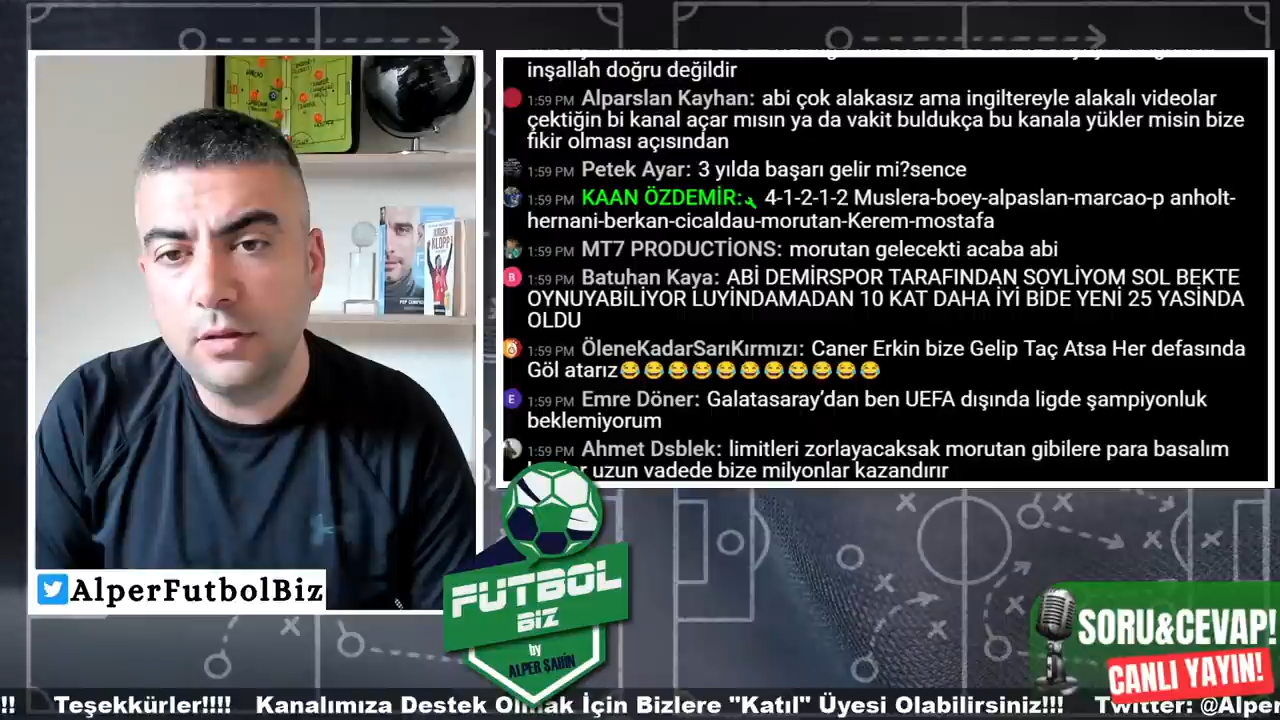 inşallah doğru değildir
1:59 PM Alparslan Kayhan: abi çok alakasız ama ingiltereyle alakalı videolar
çektiğin bi kanal açar mısın ya da vakit buldukça bu kanala yükler misin bize
fikir olması açısından
1:59 PM Petek Ayar: 3 yılda başarı gelir mi?sence
1:59 PM KAAN ÖZDEMİR: 4-1-2-1-2 Muslera-boey-alpaslan-marcao-p anholt-
hernani-berkan-cicaldau-morutan-Kerem-mostafa
1:59 PM MT7 PRODUCTİONS: morutan gelecekti acaba abi
B 1:59 PM Batuhan Kaya: ABİ DEMİRSPOR TARAFINDAN SOYLİYOM SOL BEKTE
OYNUYABİLİYOR LUYİNDAMADAN 10 KAT DAHA İYİ BİDE YENİ 25 YASİNDA
OLDU
1:59 PM ÖleneKadarSarıKırmızı: Caner Erkin bize Gelip Taç Atsa Her defasında
Göl atarız😂😂😂😂😂😂😂😂😂😂😂
E 1:59 PM Emre Döner: Galatasaray’dan ben UEFA dışında ligde şampiyonluk
beklemiyorum
1:59 PM Ahmet Dsblek: limitleri zorlayacaksak morutan gibilere para basalım
uzun vadede bize milyonlar kazandırır
JURGEN
KLOPP
AlperFutbolBiz
FUTBOL
BIZ
by
ALPER ŞAHİN
SORU&CEVAP!
CANLI YAYIN!
!! Teşekkürler!!!! Kanalımıza Destek Olmak İçin Bizlere "Katıl" Üyesi Olabilirsiniz!!! Twitter: @Alper